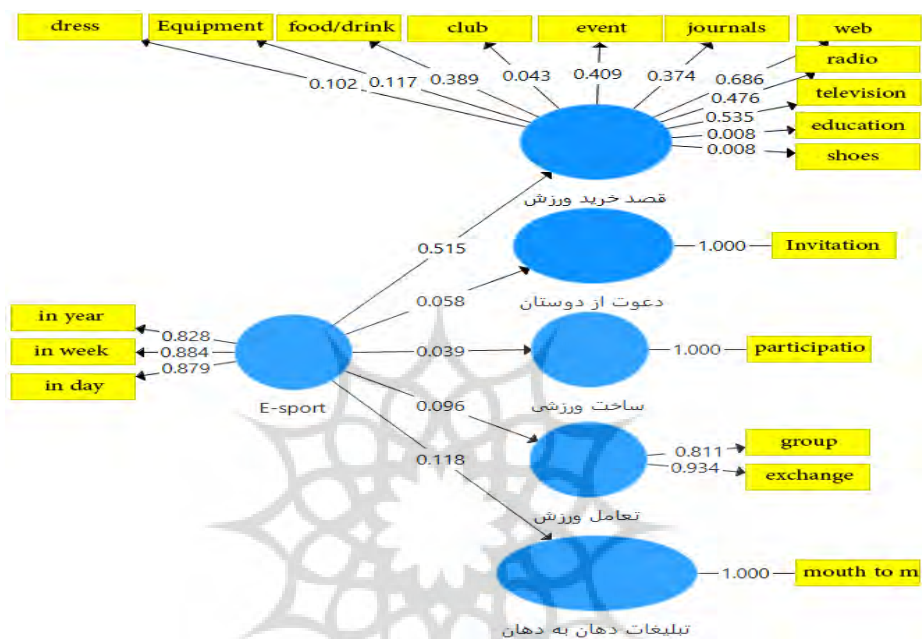 dress Equipment food/drink club event journals web
radio
television
education
shoes
0.102 0.117 0.389 0.043 0.409 0.374 0.686
0.476
0.535
0.008
0.008
قصد خرید ورزش
0.515
1.000 Invitation
دعوت از دوستان
0.058
in year 0.828
in week 0.884
in day 0.879
E-sport
0.039
1.000 participatio
ساخت ورزشی
0.096
0.811 group
0.934 exchange
تعامل ورزش
0.118
1.000 mouth to m
تبلیغات دهان به دهان